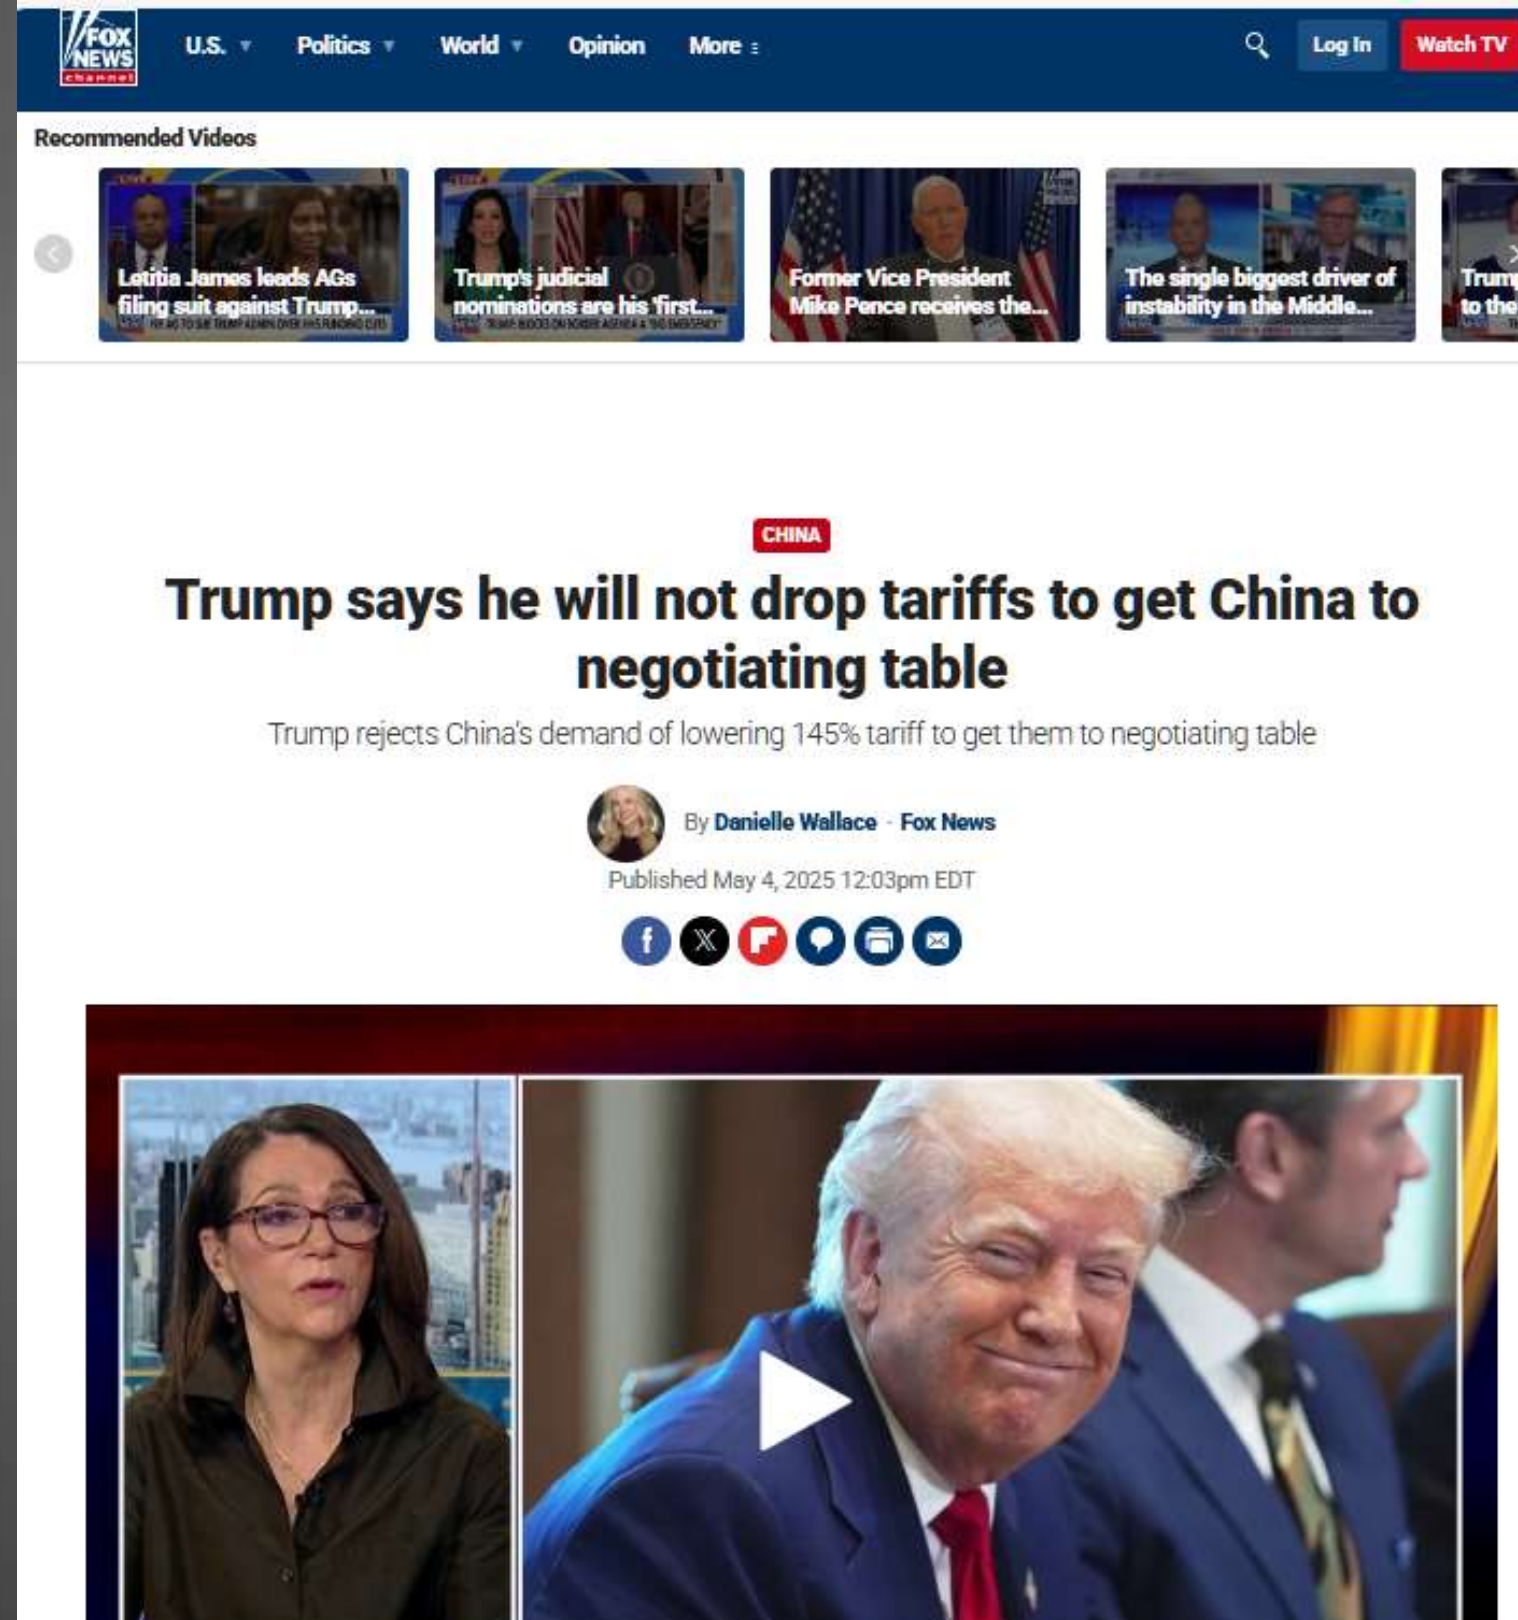 FOX
NEWS
channel
U.S.
Politics
World
Opinion
More
Log In
Watch TV
Recommended Videos
Letitia James leads AGs
filing suit against Trump...
Trump's judicial
nominations are his 'first...
Former Vice President
Mike Pence receives the...
The single biggest driver of
instability in the Middle...
Trump
to the
CHINA
Trump says he will not drop tariffs to get China to
negotiating table
Trump rejects China's demand of lowering 145% tariff to get them to negotiating table
By Danielle Wallace - Fox News
Published May 4, 2025 12:03pm EDT